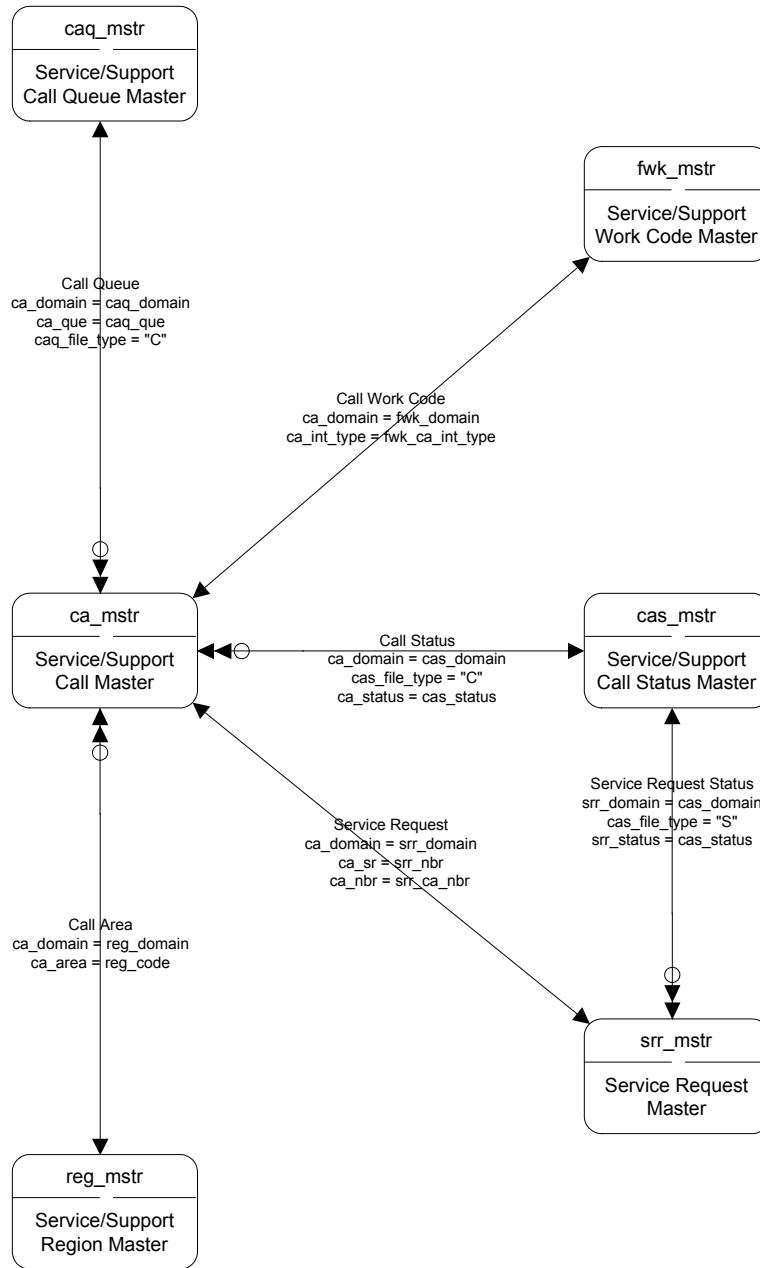 caq_mstr
Service/Support
Call Queue Master
fwk_mstr
Service/Support
Work Code Master
Call Queue
ca_domain = caq_domain
ca_que = caq_que
caq_file_type = "C"
Call Work Code
ca_domain = fwk_domain
ca_int_type = fwk_ca_int_type
ca_mstr
Service/Support
Call Master
Call Status
ca_domain = cas_domain
cas_file_type = "C"
ca_status = cas_status
cas_mstr
Service/Support
Call Status Master
Service Request Status
srr_domain = cas_domain
cas_file_type = "S"
srr_status = cas_status
Service Request
ca_domain = srr_domain
ca_sr = srr_nbr
ca_nbr = srr_ca_nbr
Call Area
ca_domain = reg_domain
ca_area = reg_code
srr_mstr
Service Request
Master
reg_mstr
Service/Support
Region Master